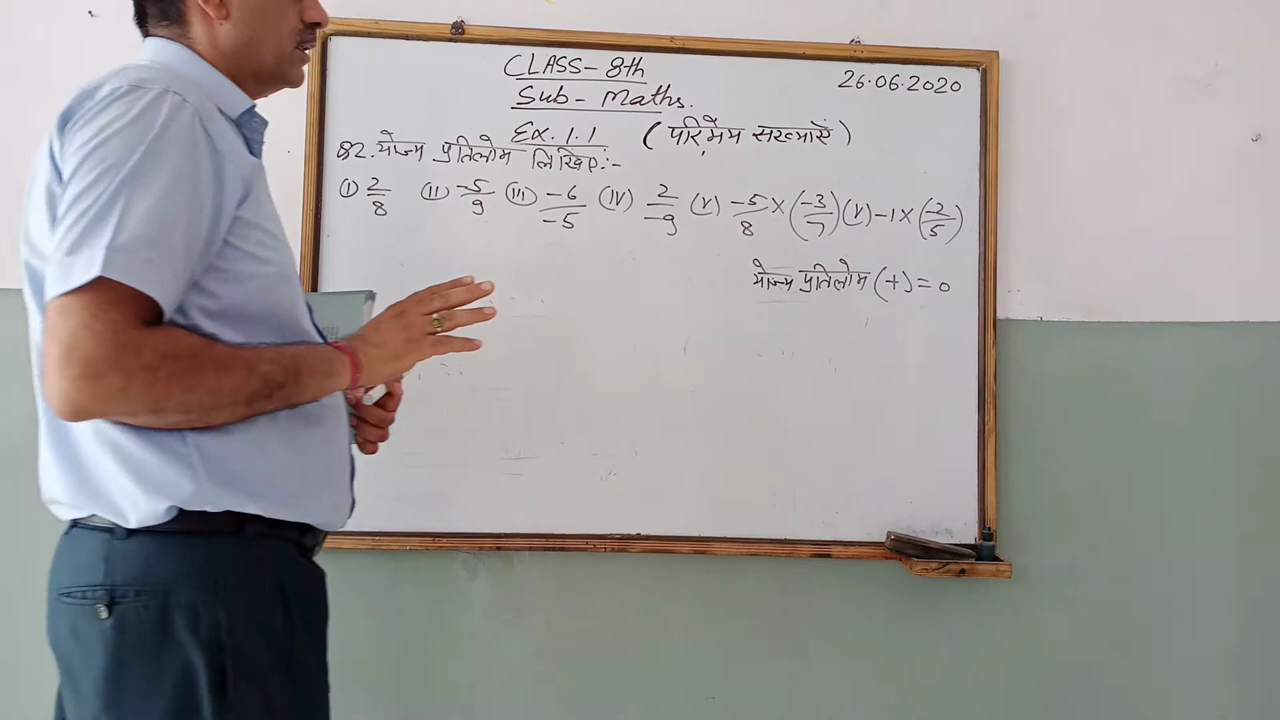 CLASS-8th
26.06.2020
Sub- Maths.
Ex. 1.1 (परिमेय संख्याएँ)
Q2. योज्य प्रतिलोम लिखिए:-
(i) 2/8 (ii) -5/9 (iii) -6/-5 (iv) 2/-9 (v) -5/8 × (-3/7) (v) -1 × (2/5)
योज्य प्रतिलोम (+) = 0